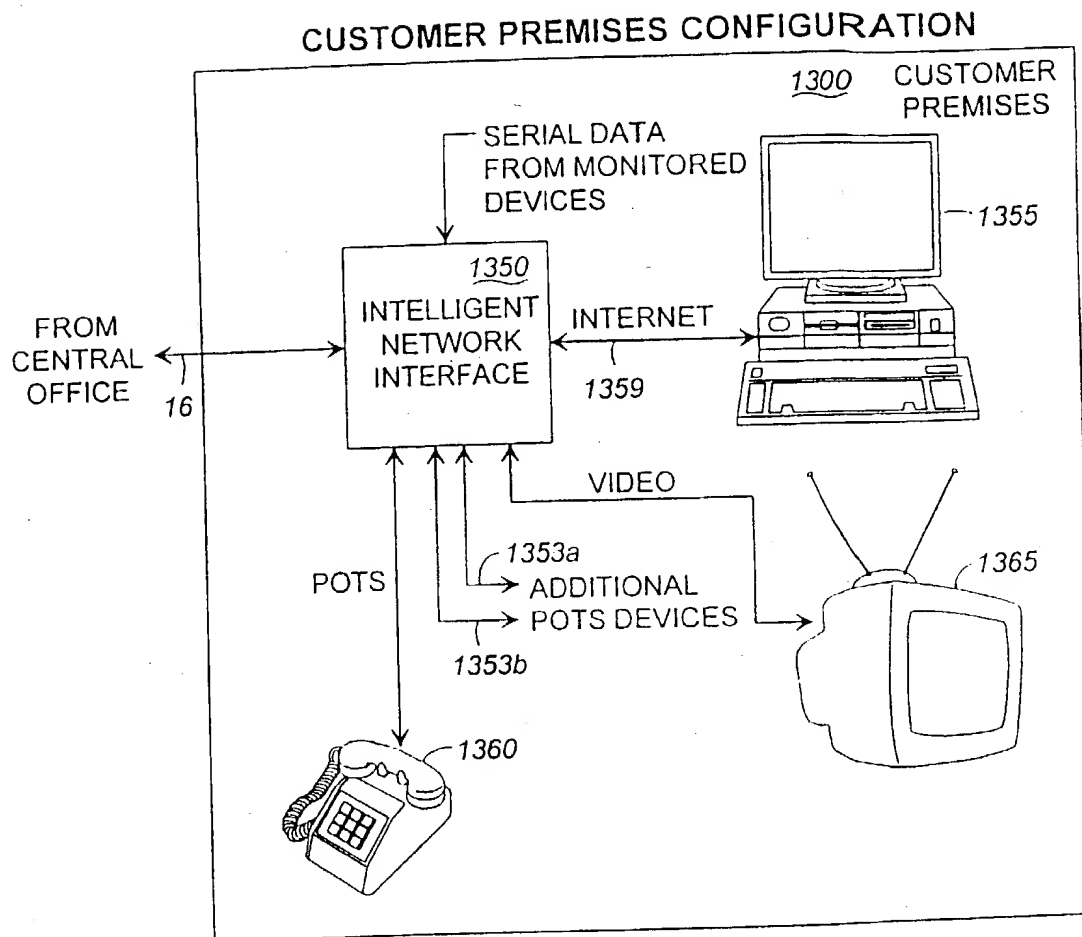 CUSTOMER PREMISES CONFIGURATION
1300
CUSTOMER
PREMISES
SERIAL DATA
FROM MONITORED
DEVICES
1355
1350
INTELLIGENT
NETWORK
INTERFACE
FROM
CENTRAL
OFFICE
16
INTERNET
1359
VIDEO
1353a
ADDITIONAL
POTS DEVICES
1353b
POTS
1365
1360